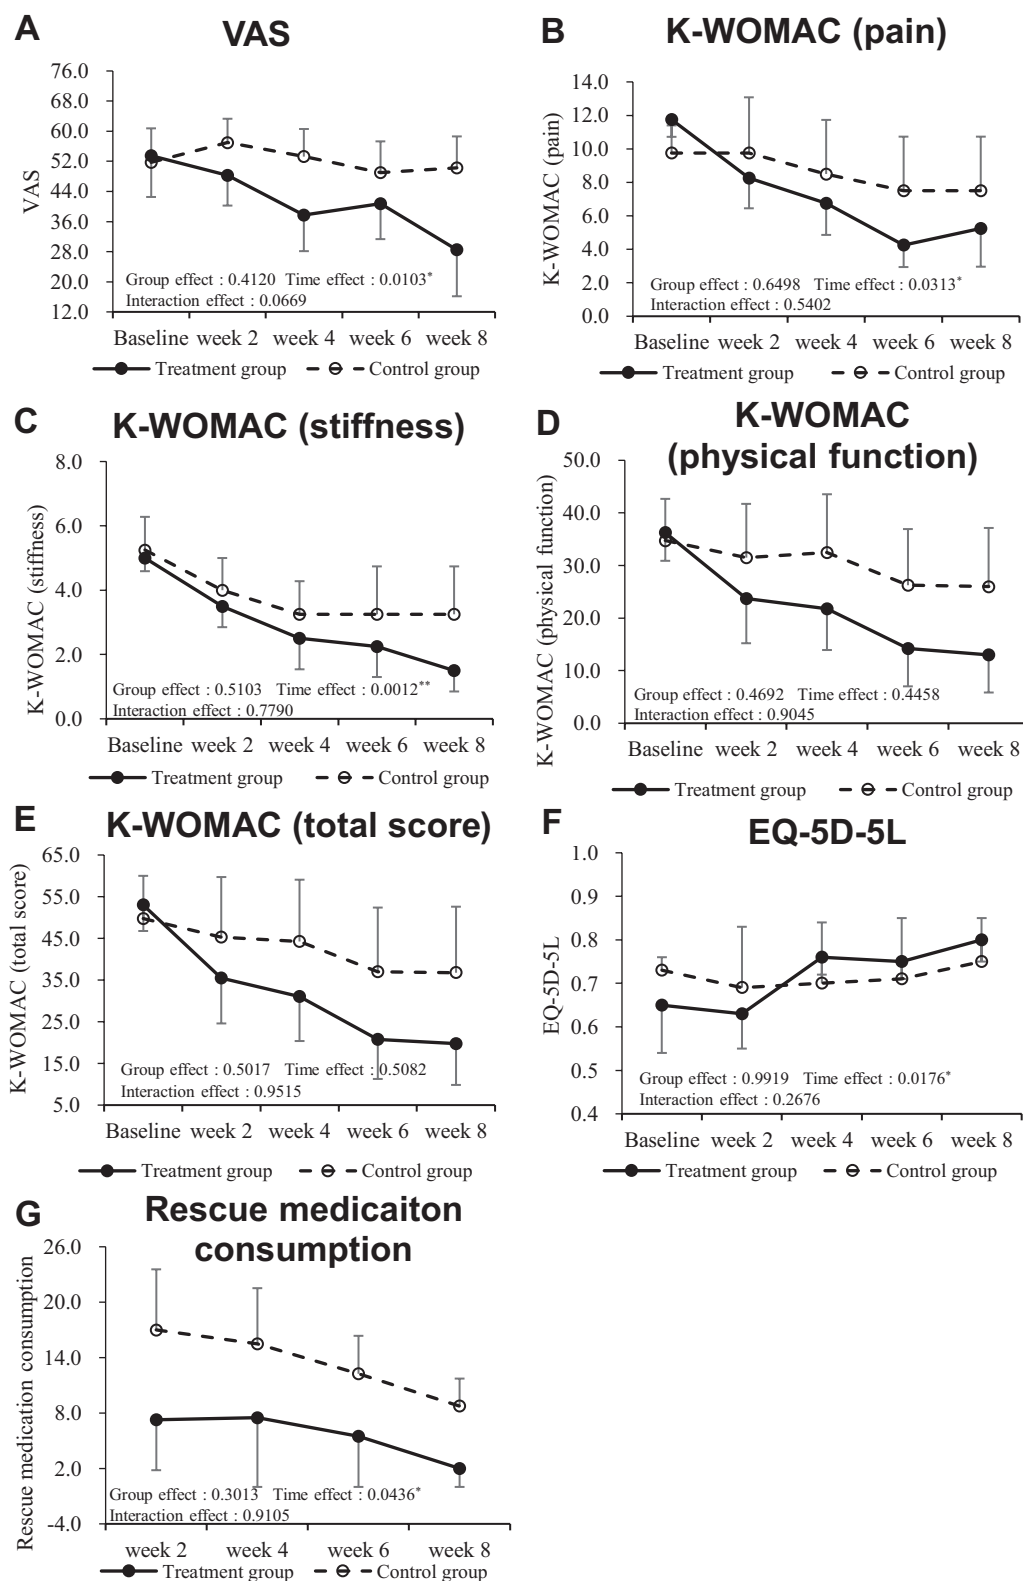 A
VAS
76.0
68.0
60.0
52.0
44.0
36.0
28.0
20.0
12.0
VAS
Group effect : 0.4120 Time effect : 0.0103*
Interaction effect : 0.0669
Baseline week 2 week 4 week 6 week 8
Treatment group Control group
B
K-WOMAC (pain)
14.0
12.0
10.0
8.0
6.0
4.0
2.0
0.0
K-WOMAC (pain)
Group effect : 0.6498 Time effect : 0.0313*
Interaction effect : 0.5402
Baseline week 2 week 4 week 6 week 8
Treatment group Control group
C
K-WOMAC (stiffness)
8.0
6.0
4.0
2.0
0.0
K-WOMAC (stiffness)
Group effect : 0.5103 Time effect : 0.0012**
Interaction effect : 0.7790
Baseline week 2 week 4 week 6 week 8
Treatment group Control group
D
K-WOMAC
(physical function)
50.0
40.0
30.0
20.0
10.0
0.0
K-WOMAC (physical function)
Group effect : 0.4692 Time effect : 0.4458
Interaction effect : 0.9045
Baseline week 2 week 4 week 6 week 8
Treatment group Control group
E
K-WOMAC (total score)
65.0
55.0
45.0
35.0
25.0
15.0
5.0
K-WOMAC (total score)
Group effect : 0.5017 Time effect : 0.5082
Interaction effect : 0.9515
Baseline week 2 week 4 week 6 week 8
Treatment group Control group
F
EQ-5D-5L
1.0
0.9
0.8
0.7
0.6
0.5
0.4
EQ-5D-5L
Group effect : 0.9919 Time effect : 0.0176*
Interaction effect : 0.2676
Baseline week 2 week 4 week 6 week 8
Treatment group Control group
G
Rescue medicaiton
consumption
26.0
20.0
14.0
8.0
2.0
-4.0
Rescue medication consumption
Group effect : 0.3013 Time effect : 0.0436*
Interaction effect : 0.9105
week 2 week 4 week 6 week 8
Treatment group Control group